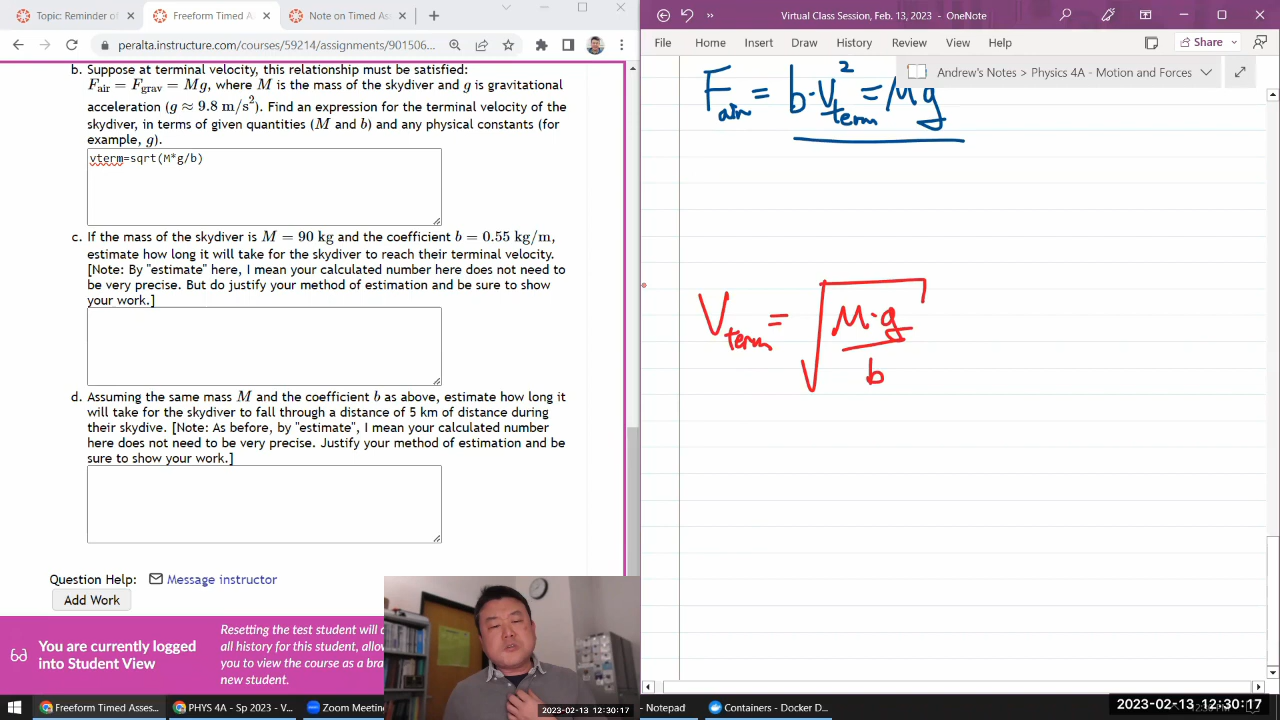 Topic: Reminder of
Freeform Timed Ass
Note on Timed Ass
peralta.instructure.com/courses/59214/assignments/901506...
b. Suppose at terminal velocity, this relationship must be satisfied:
F_air = F_grav = Mg, where M is the mass of the skydiver and g is gravitational
acceleration (g ≈ 9.8 m/s²). Find an expression for the terminal velocity of the
skydiver, in terms of given quantities (M and b) and any physical constants (for
example, g).
vterm=sqrt(M*g/b)
c. If the mass of the skydiver is M = 90 kg and the coefficient b = 0.55 kg/m,
estimate how long it will take for the skydiver to reach their terminal velocity.
[Note: By "estimate" here, I mean your calculated number here does not need to
be very precise. But do justify your method of estimation and be sure to show
your work.]
d. Assuming the same mass M and the coefficient b as above, estimate how long it
will take for the skydiver to fall through a distance of 5 km of distance during
their skydive. [Note: As before, by "estimate", I mean your calculated number
here does not need to be very precise. Justify your method of estimation and be
sure to show your work.]
Question Help: Message instructor
Add Work
You are currently logged
into Student View
Resetting the test student will c
all history for this student, allo
you to view the course as a bra
new student.
Virtual Class Session, Feb. 13, 2023 - OneNote
File Home Insert Draw History Review View Help
Share
Andrew's Notes > Physics 4A - Motion and Forces
F_air = b·V_term² = Mg
V_term = √(M·g/b)
Freeform Timed Asses...
PHYS 4A - Sp 2023 - V...
Zoom Meeting
2023-02-13 12:30:17
Notepad
Containers - Docker D...
2023-02-13 12:30:17